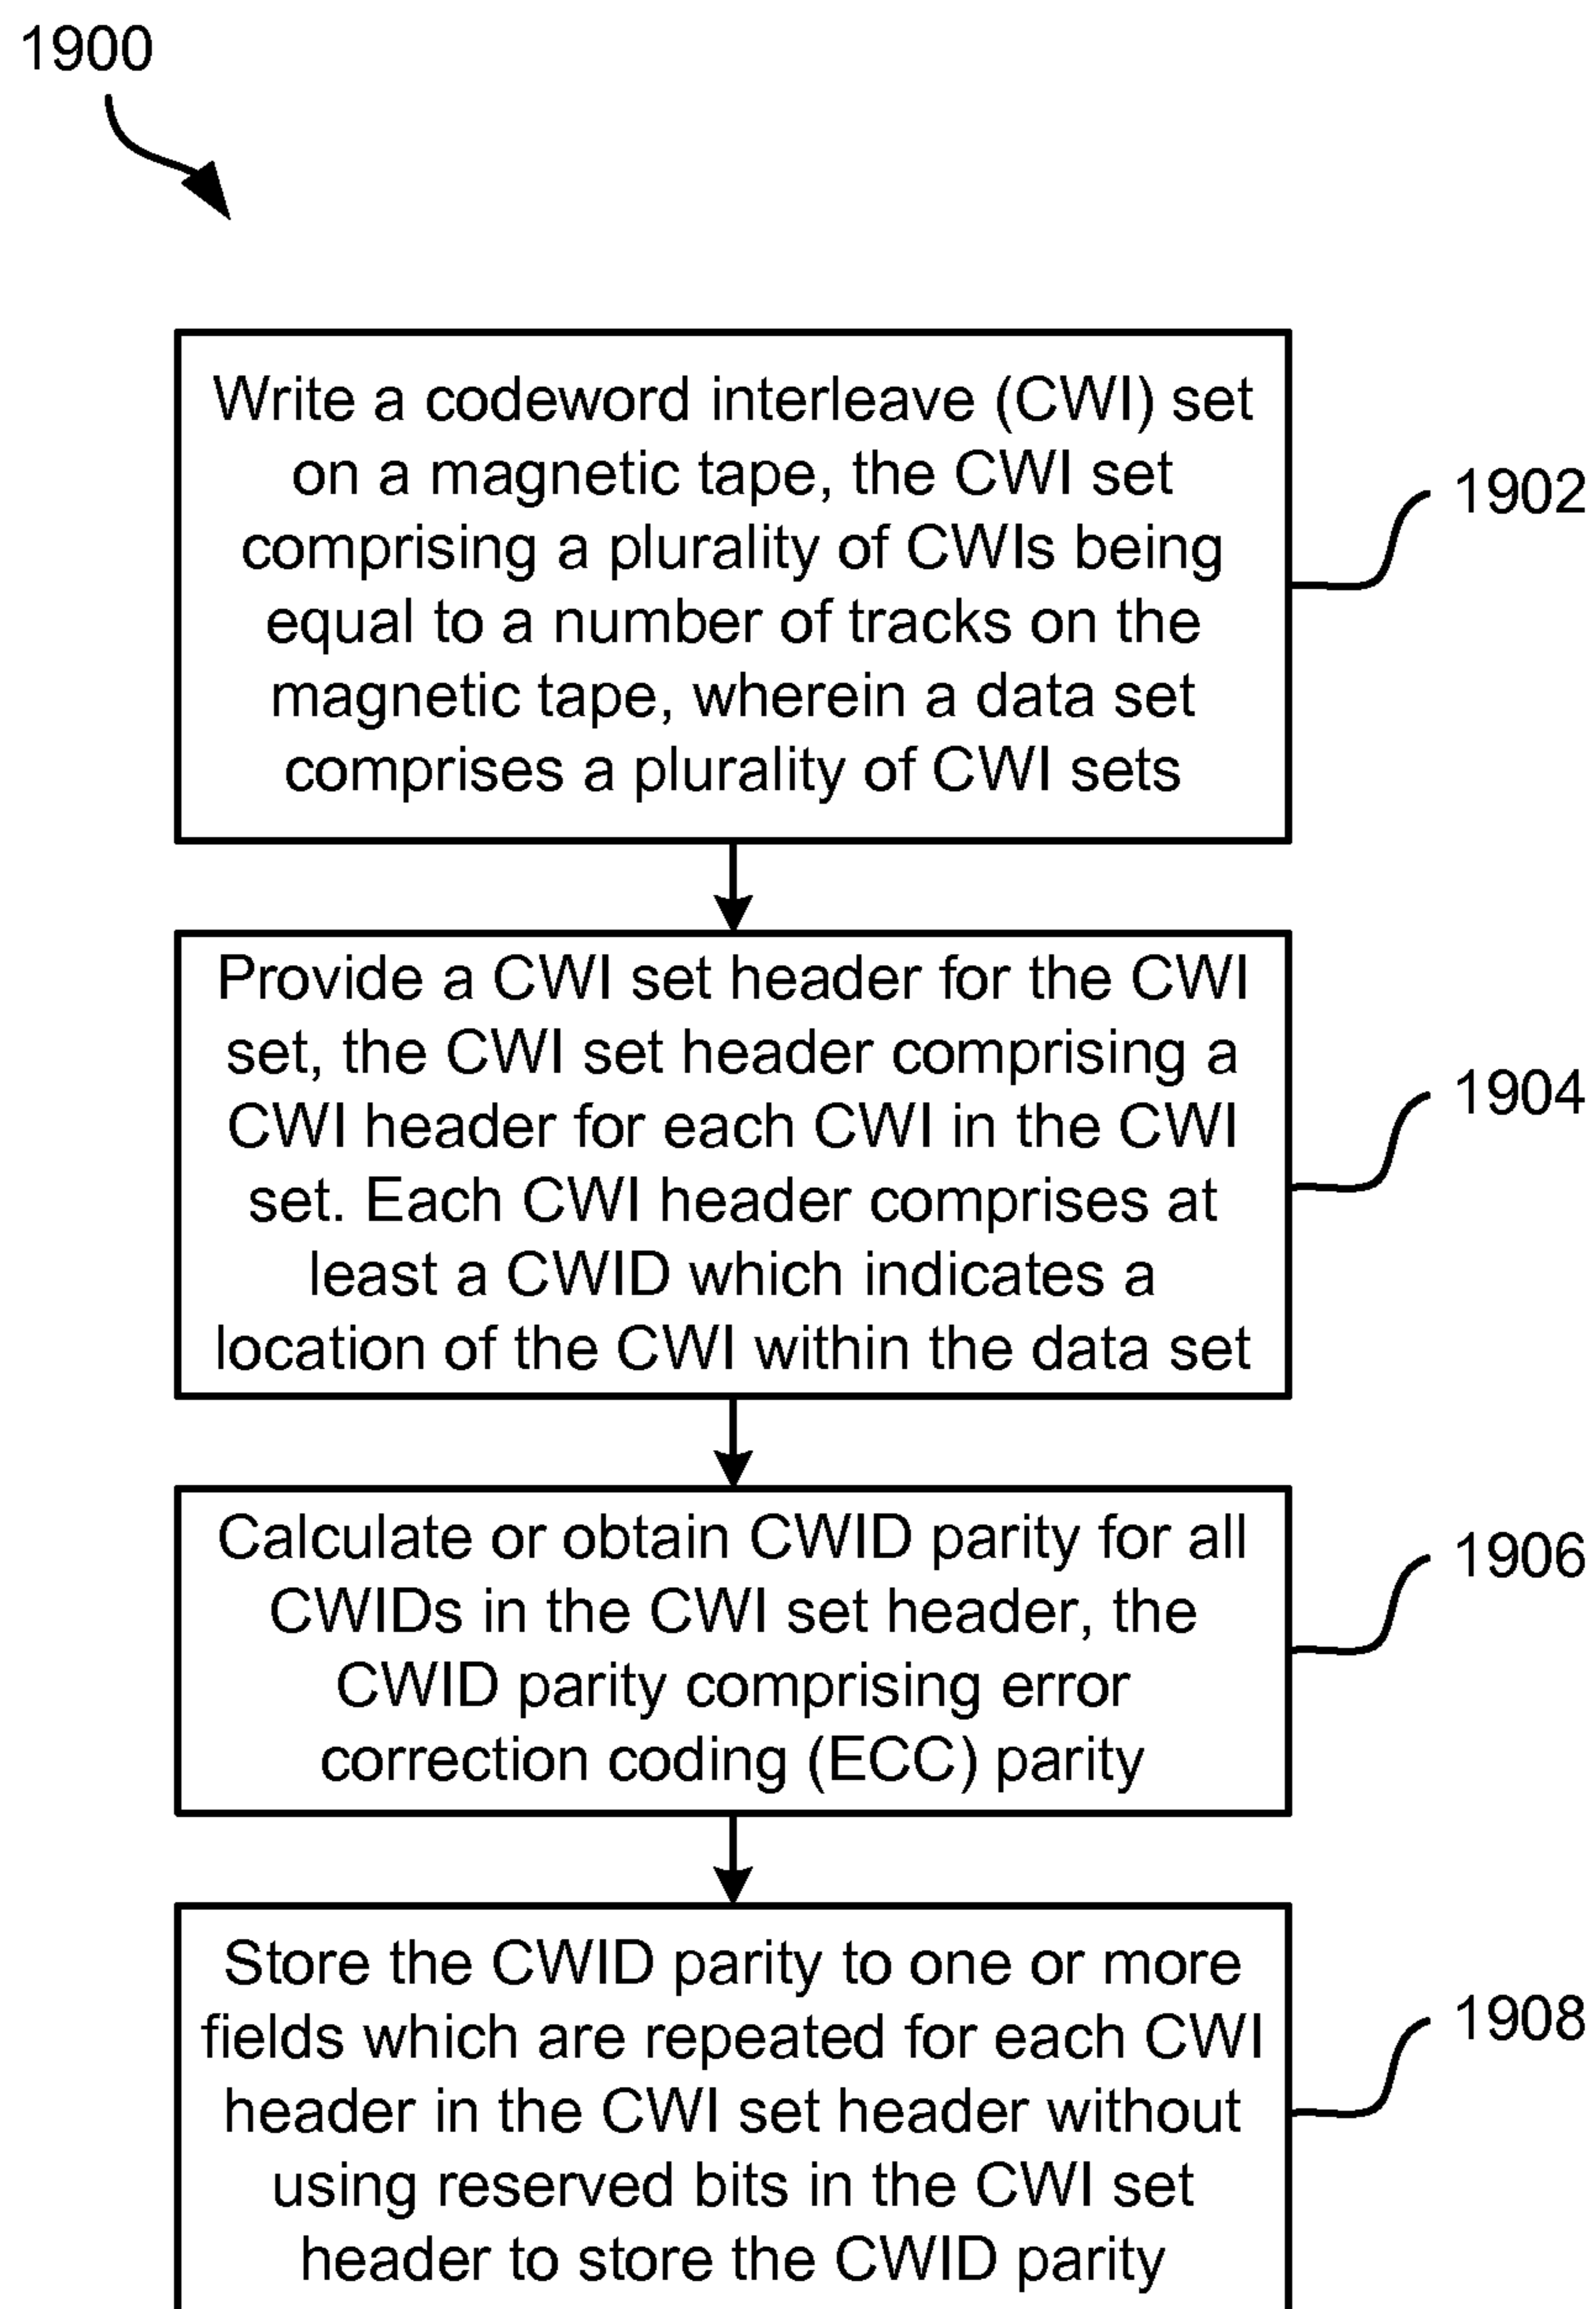 1900
Write a codeword interleave (CWI) set
on a magnetic tape, the CWI set
comprising a plurality of CWIs being
equal to a number of tracks on the
magnetic tape, wherein a data set
comprises a plurality of CWI sets
1902
Provide a CWI set header for the CWI
set, the CWI set header comprising a
CWI header for each CWI in the CWI
set. Each CWI header comprises at
least a CWID which indicates a
location of the CWI within the data set
1904
Calculate or obtain CWID parity for all
CWIDs in the CWI set header, the
CWID parity comprising error
correction coding (ECC) parity
1906
Store the CWID parity to one or more
fields which are repeated for each CWI
header in the CWI set header without
using reserved bits in the CWI set
header to store the CWID parity
1908